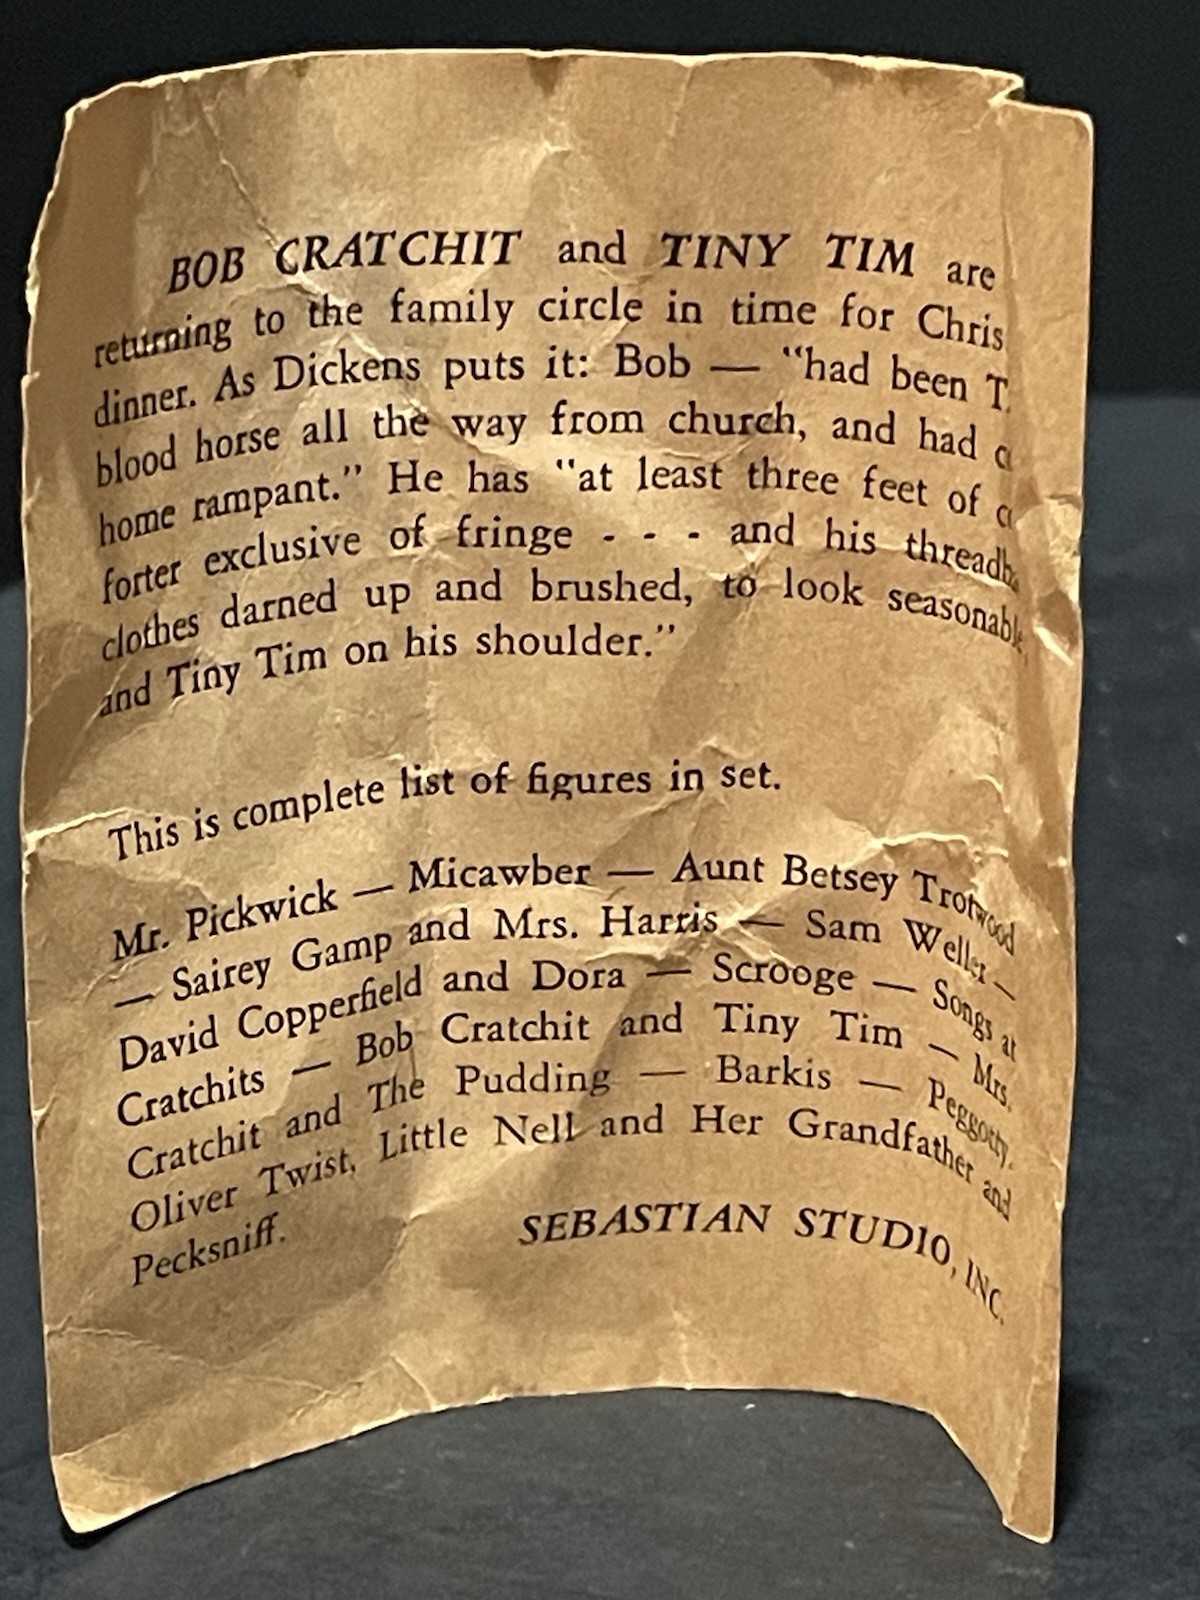 BOB CRATCHIT and TINY TIM are
returning to the family circle in time for Chris
dinner. As Dickens puts it: Bob — "had been T
blood horse all the way from church, and had c
home rampant." He has "at least three feet of c
forter exclusive of fringe - - - and his threadb
clothes darned up and brushed, to look seasonable,
and Tiny Tim on his shoulder."
This is complete list of figures in set.
Mr. Pickwick — Micawber — Aunt Betsey Trotwood
— Sairey Gamp and Mrs. Harris — Sam Weller —
David Copperfield and Dora — Scrooge — Songs at
Cratchits — Bob Cratchit and Tiny Tim — Mrs.
Cratchit and The Pudding — Barkis — Peggotty,
Oliver Twist, Little Nell and Her Grandfather and
Pecksniff.
SEBASTIAN STUDIO, INC.